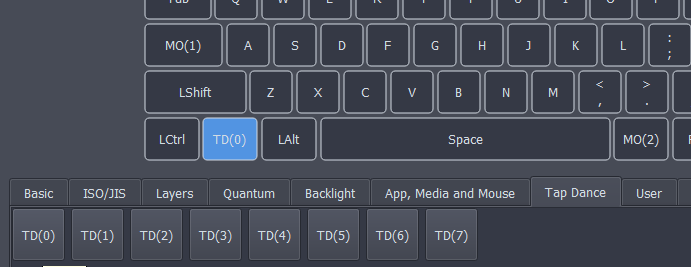 MO(1) A S D F G H J K L : ;
LShift Z X C V B N M < , > .
LCtrl TD(0) LAlt Space MO(2)
Basic ISO/JIS Layers Quantum Backlight App, Media and Mouse Tap Dance User
TD(0) TD(1) TD(2) TD(3) TD(4) TD(5) TD(6) TD(7)